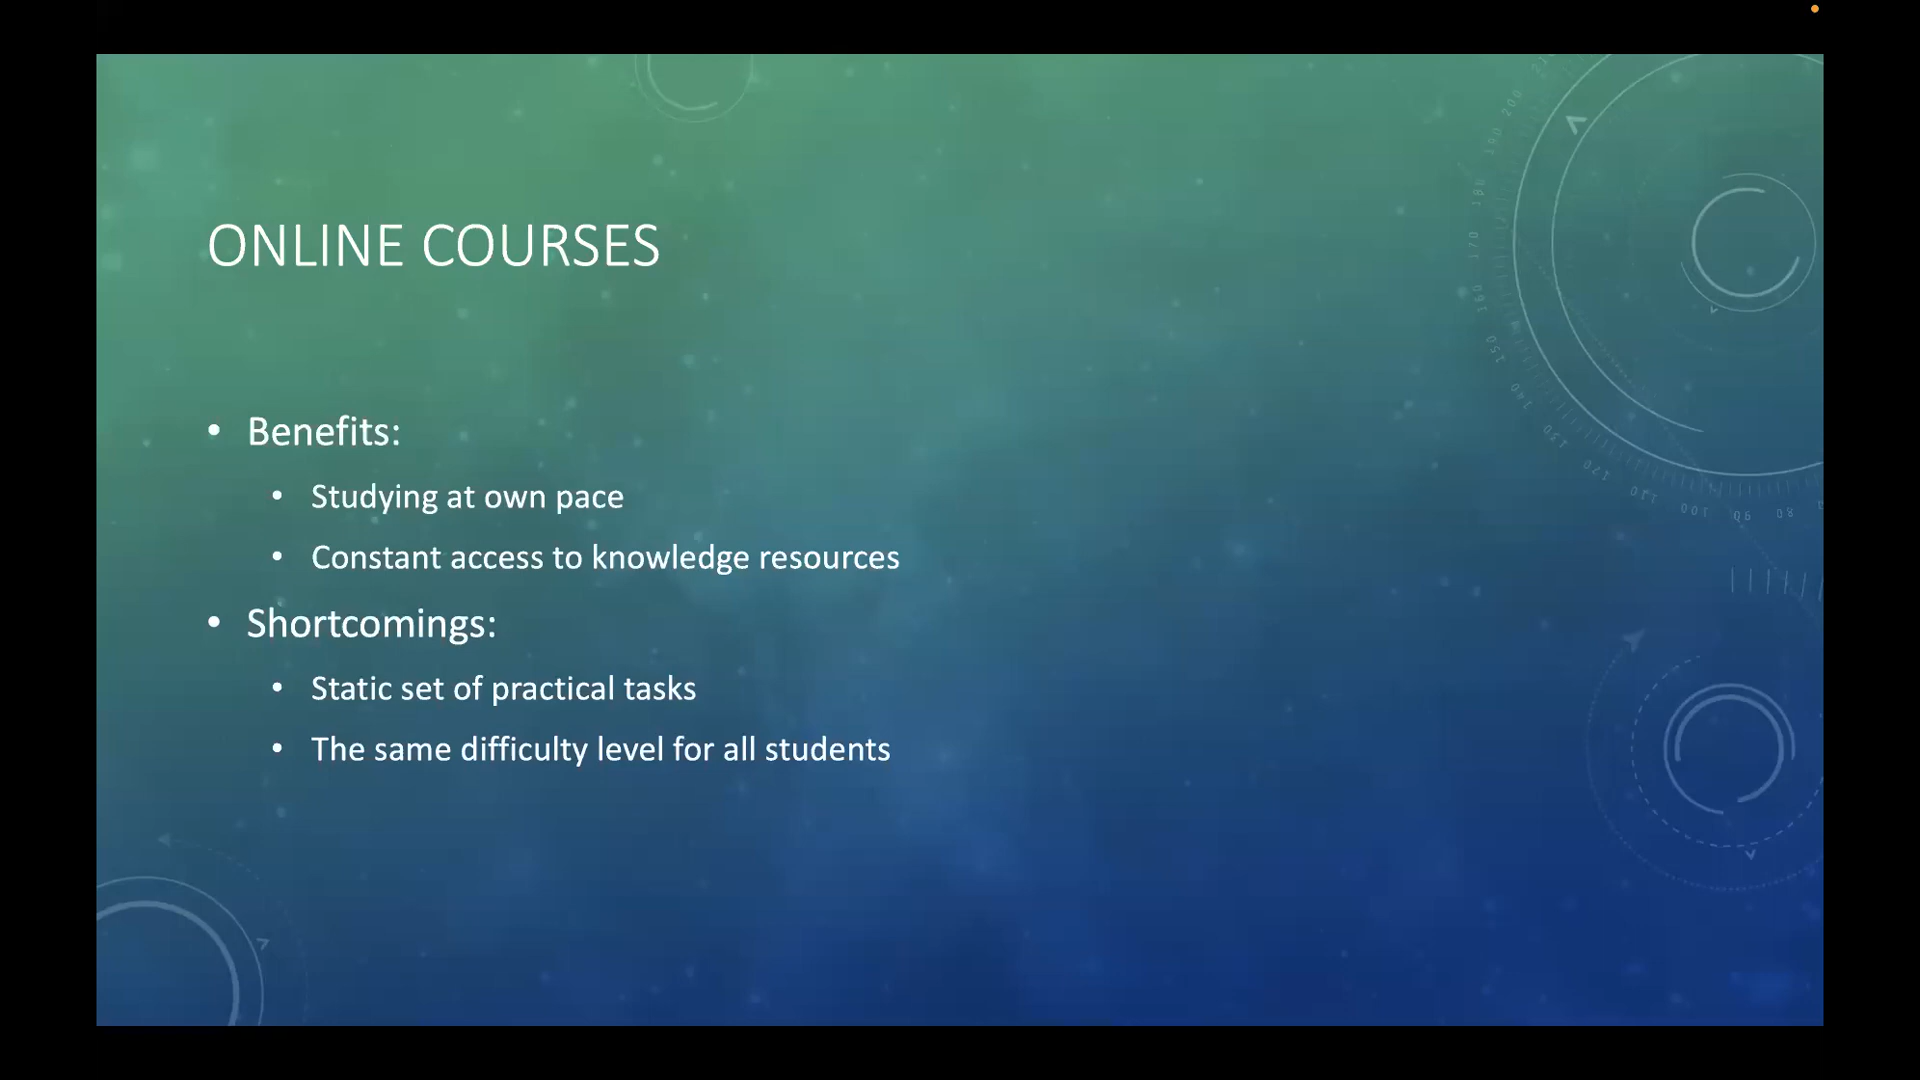 ONLINE COURSES
• Benefits:
• Studying at own pace
• Constant access to knowledge resources
• Shortcomings:
• Static set of practical tasks
• The same difficulty level for all students